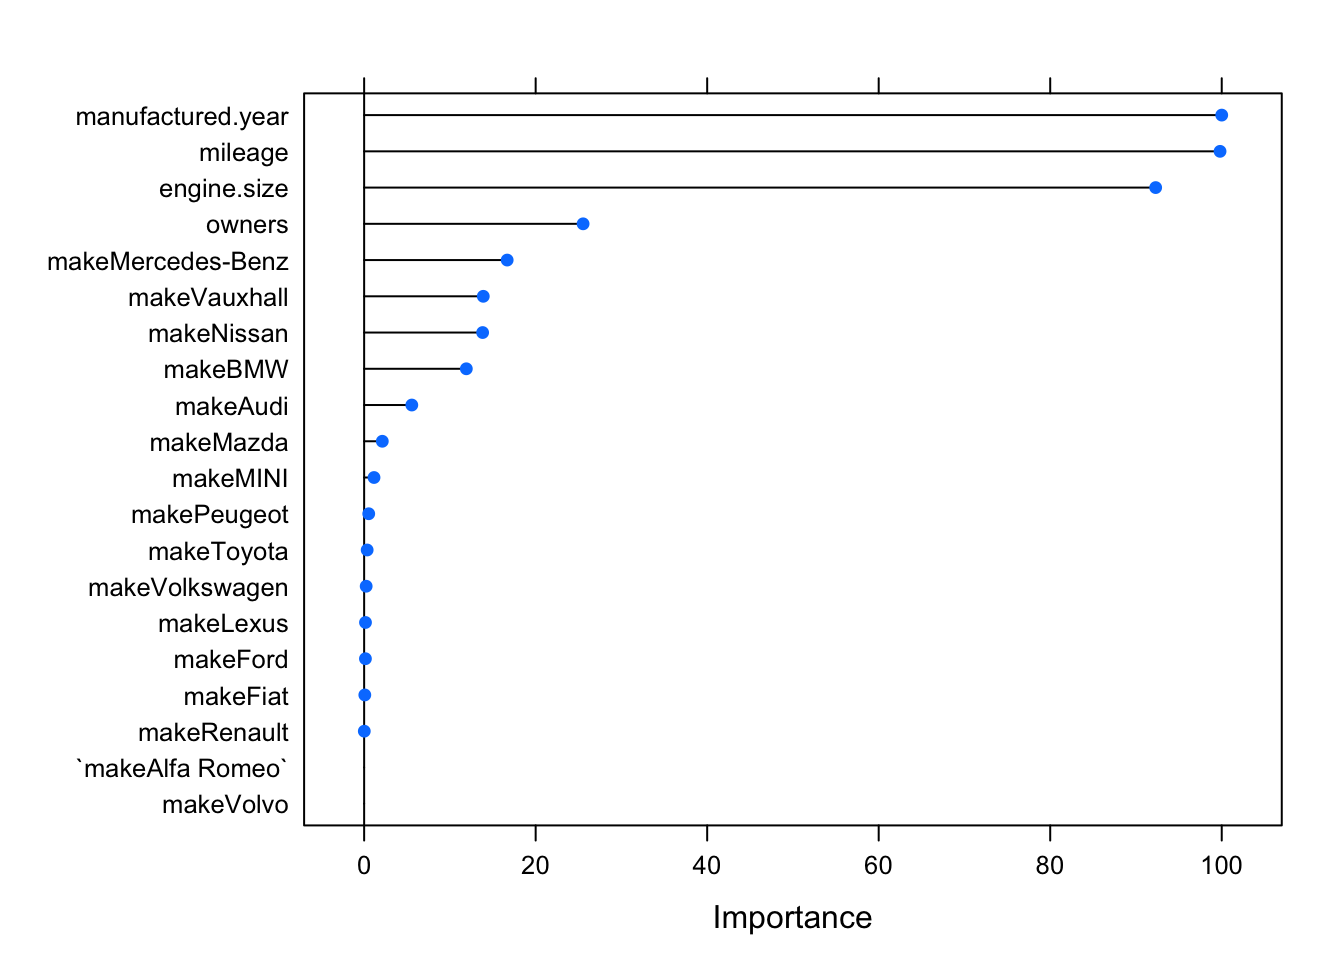 manufactured.year
mileage
engine.size
owners
makeMercedes-Benz
makeVauxhall
makeNissan
makeBMW
makeAudi
makeMazda
makeMINI
makePeugeot
makeToyota
makeVolkswagen
makeLexus
makeFord
makeFiat
makeRenault
`makeAlfa Romeo`
makeVolvo
0 20 40 60 80 100
Importance